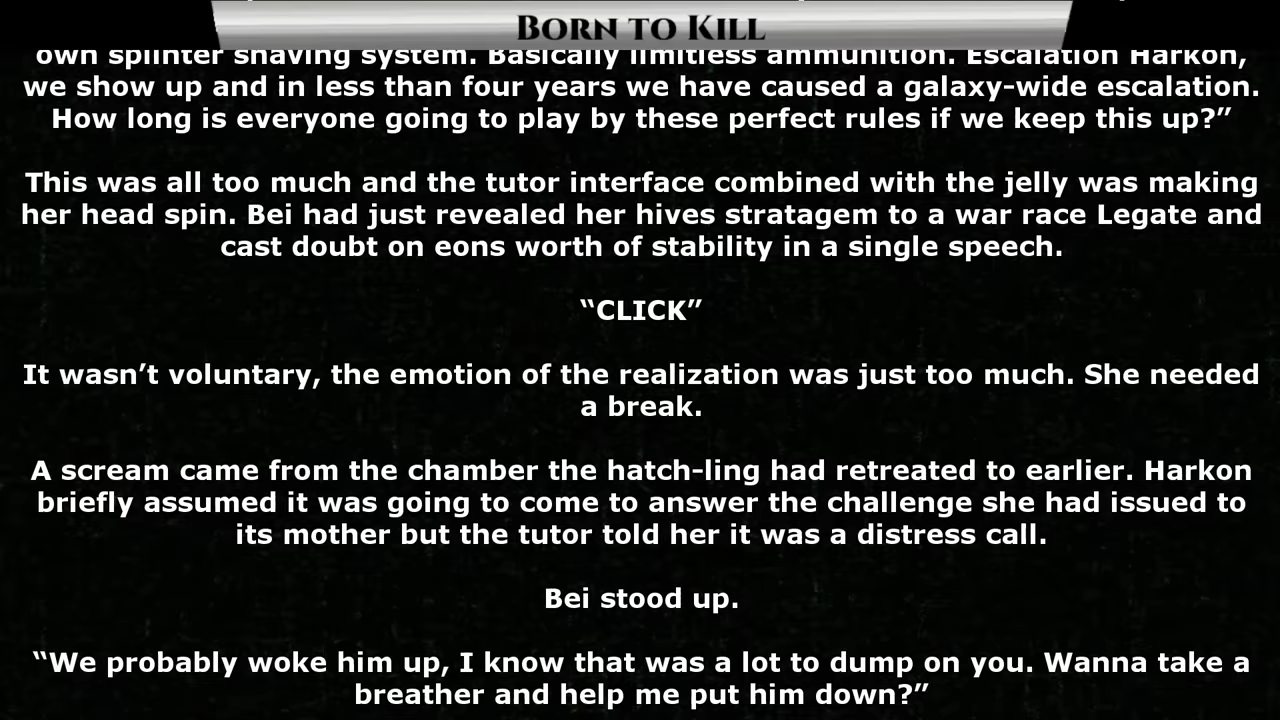 Born to Kill
own splinter shaving system. Basically limitless ammunition. Escalation Harkon,
we show up and in less than four years we have caused a galaxy-wide escalation.
How long is everyone going to play by these perfect rules if we keep this up?”
This was all too much and the tutor interface combined with the jelly was making
her head spin. Bei had just revealed her hives stratagem to a war race Legate and
cast doubt on eons worth of stability in a single speech.
“CLICK”
It wasn’t voluntary, the emotion of the realization was just too much. She needed
a break.
A scream came from the chamber the hatch-ling had retreated to earlier. Harkon
briefly assumed it was going to come to answer the challenge she had issued to
its mother but the tutor told her it was a distress call.
Bei stood up.
“We probably woke him up, I know that was a lot to dump on you. Wanna take a
breather and help me put him down?”